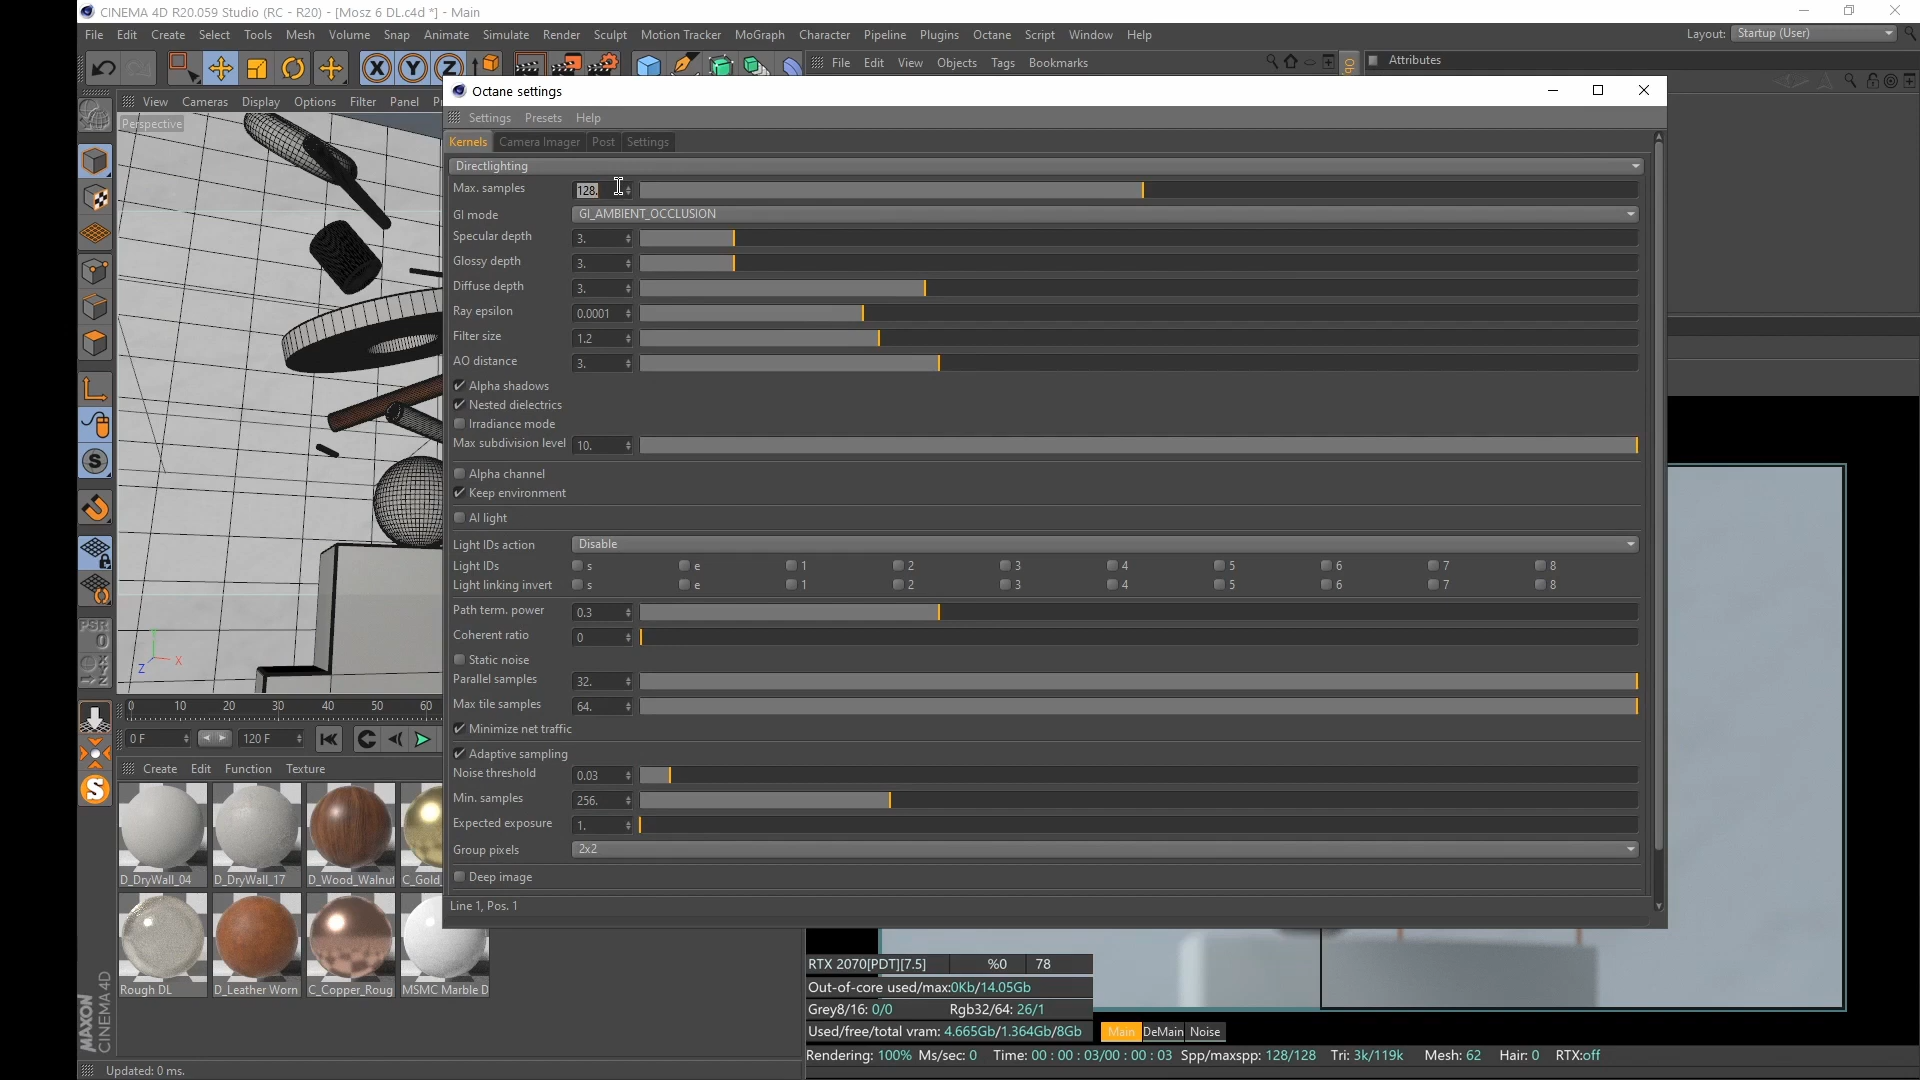 CINEMA 4D R20.059 Studio (RC - R20) - [Mosz 6 DL.c4d *] - Main
File Edit Create Select Tools Mesh Volume Snap Animate Simulate Render Sculpt Motion Tracker MoGraph Character Pipeline Plugins Octane Script Window Help
Layout: Startup (User)
X Y Z
File Edit View Objects Tags Bookmarks
Ob
Attributes
Octane settings
View Cameras Display Options Filter Panel
Settings Presets Help
Perspective
Kernels Camera Imager Post Settings
Directlighting
Max. samples 128.
GI mode GI_AMBIENT_OCCLUSION
Specular depth 3.
Glossy depth 3.
Diffuse depth 3.
Ray epsilon 0.0001
Filter size 1.2
AO distance 3.
Alpha shadows
Nested dielectrics
Irradiance mode
Max subdivision level 10.
Alpha channel
Keep environment
AI light
Light IDs action Disable
Light IDs s e 1 2 3 4 5 6 7 8
Light linking invert s e 1 2 3 4 5 6 7 8
Path term. power 0.3
Coherent ratio 0
Static noise
Parallel samples 32.
Max tile samples 64.
Minimize net traffic
Adaptive sampling
Noise threshold 0.03
Min. samples 256.
Expected exposure 1.
Group pixels 2x2
Deep image
Line 1, Pos. 1
S
PSR
0
Z X
0 10 20 30 40 50 60
0 F 120 F
Create Edit Function Texture
S
D_DryWall_04 D_DryWall_17 D_Wood_Walnu C_Gold
Rough DL D_Leather Worn C_Copper_Roug MSMC Marble D
MAXON
CINEMA 4D
Updated: 0 ms.
RTX 2070[PDT][7.5] %0 78
Out-of-core used/max:0Kb/14.05Gb
Grey8/16: 0/0 Rgb32/64: 26/1
Used/free/total vram: 4.665Gb/1.364Gb/8Gb
Main DeMain Noise
Rendering: 100% Ms/sec: 0 Time: 00 : 00 : 03/00 : 00 : 03 Spp/maxspp: 128/128 Tri: 3k/119k Mesh: 62 Hair: 0 RTX:off